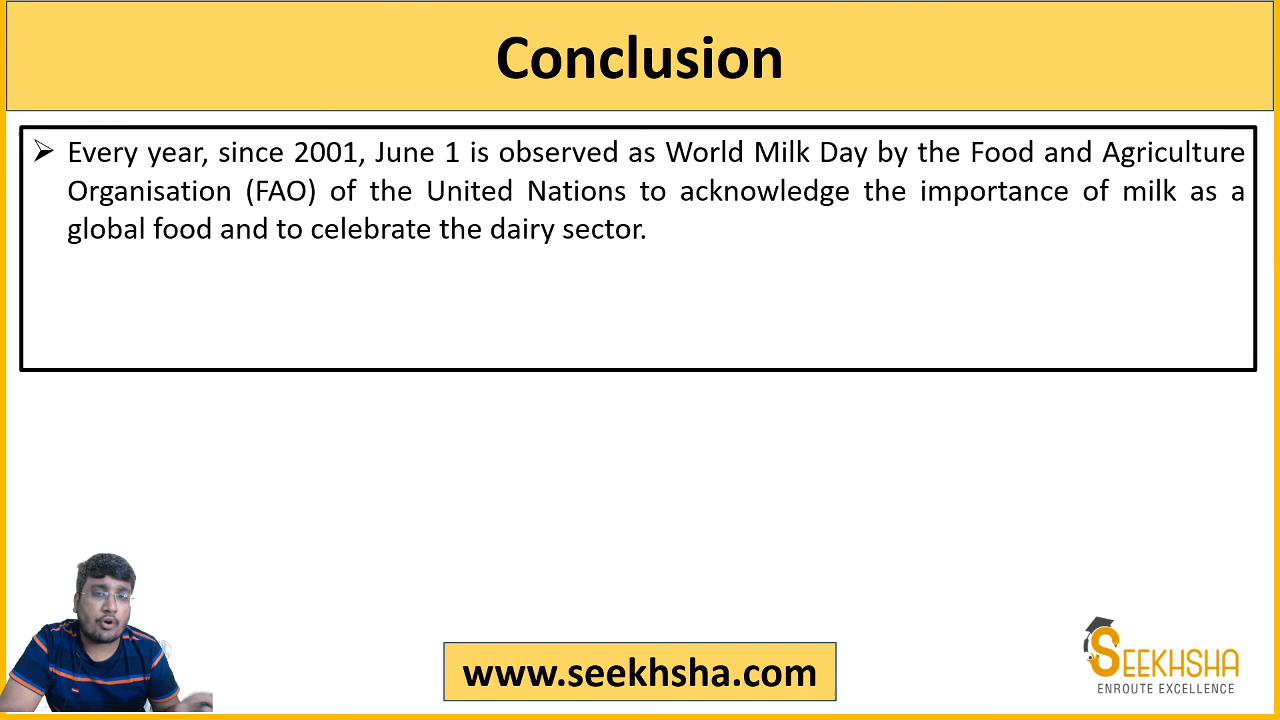 Conclusion
Every year, since 2001, June 1 is observed as World Milk Day by the Food and Agriculture
Organisation (FAO) of the United Nations to acknowledge the importance of milk as a
global food and to celebrate the dairy sector.
www.seekhsha.com
SEEKHSHA
ENROUTE EXCELLENCE